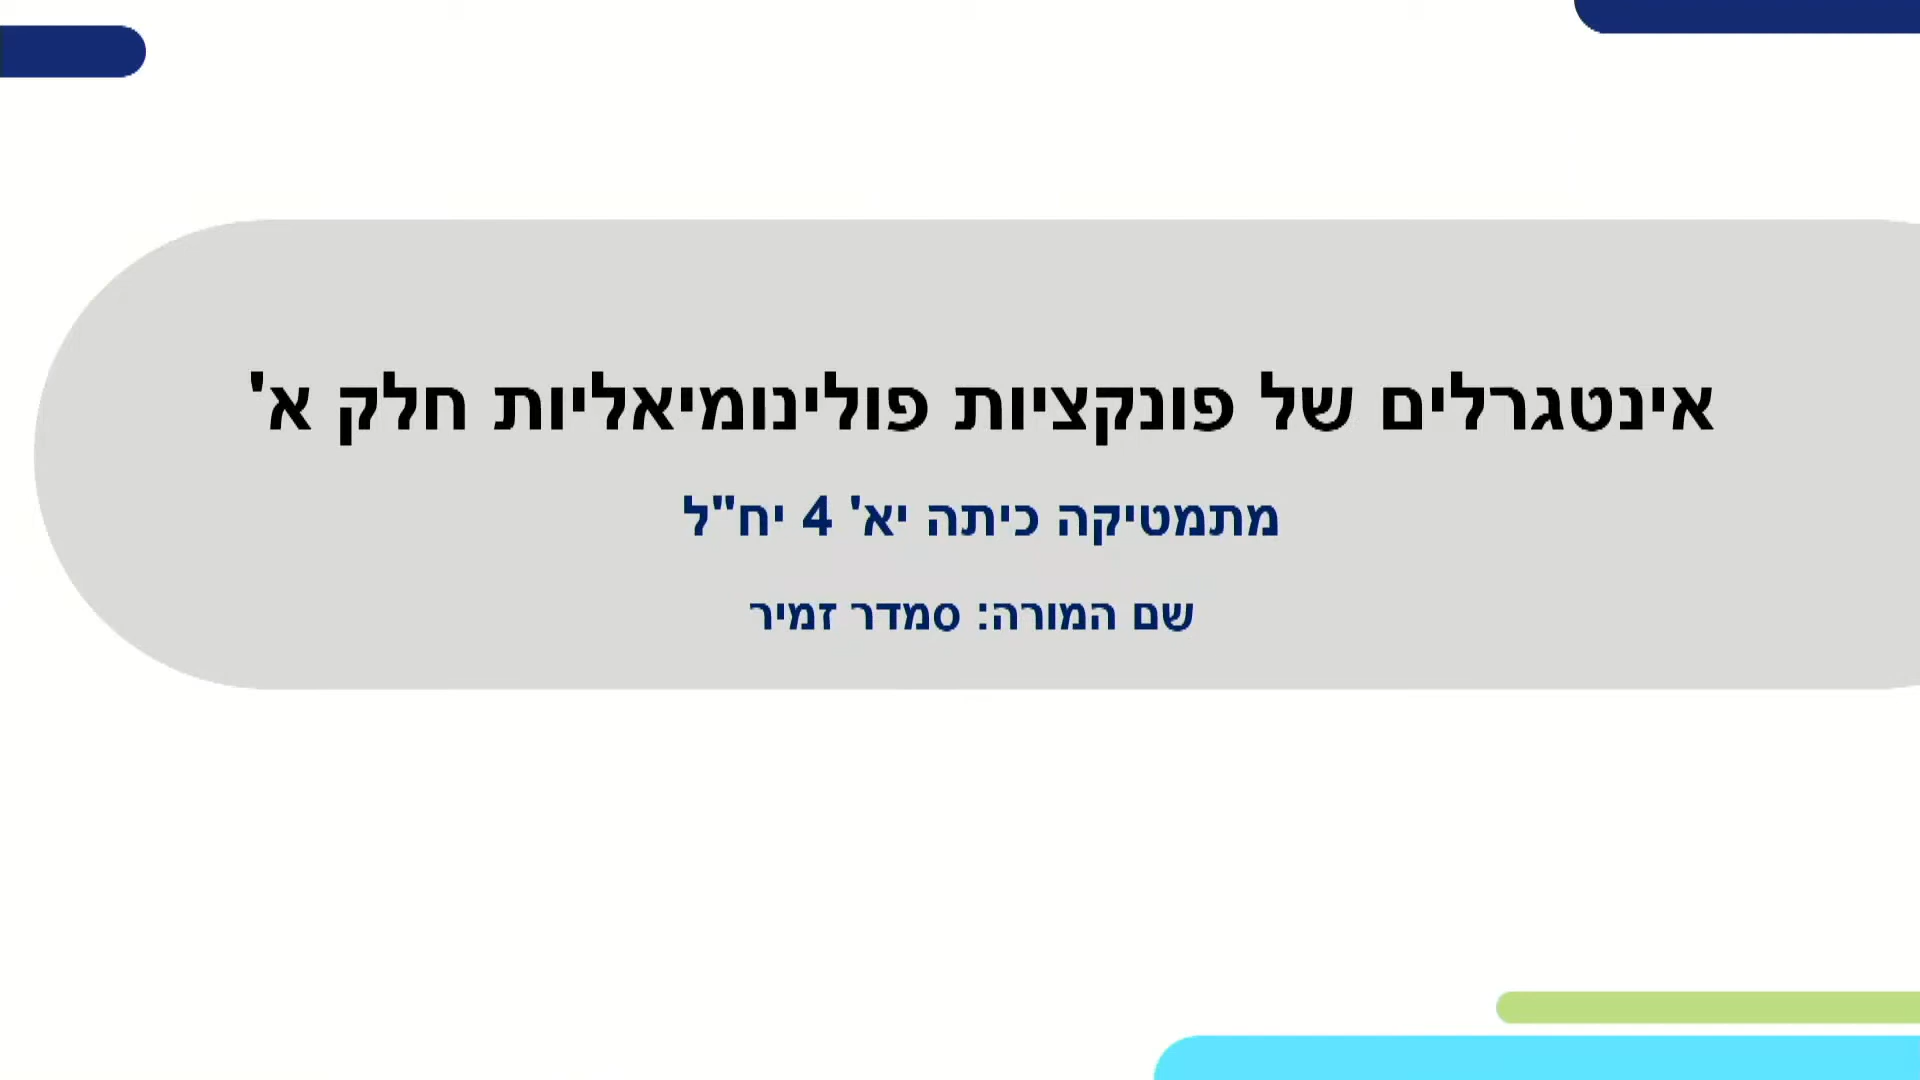 אינטגרלים של פונקציות פולינומיאליות חלק א'
מתמטיקה כיתה יא' 4 יח"ל
שם המורה: סמדר זמיר